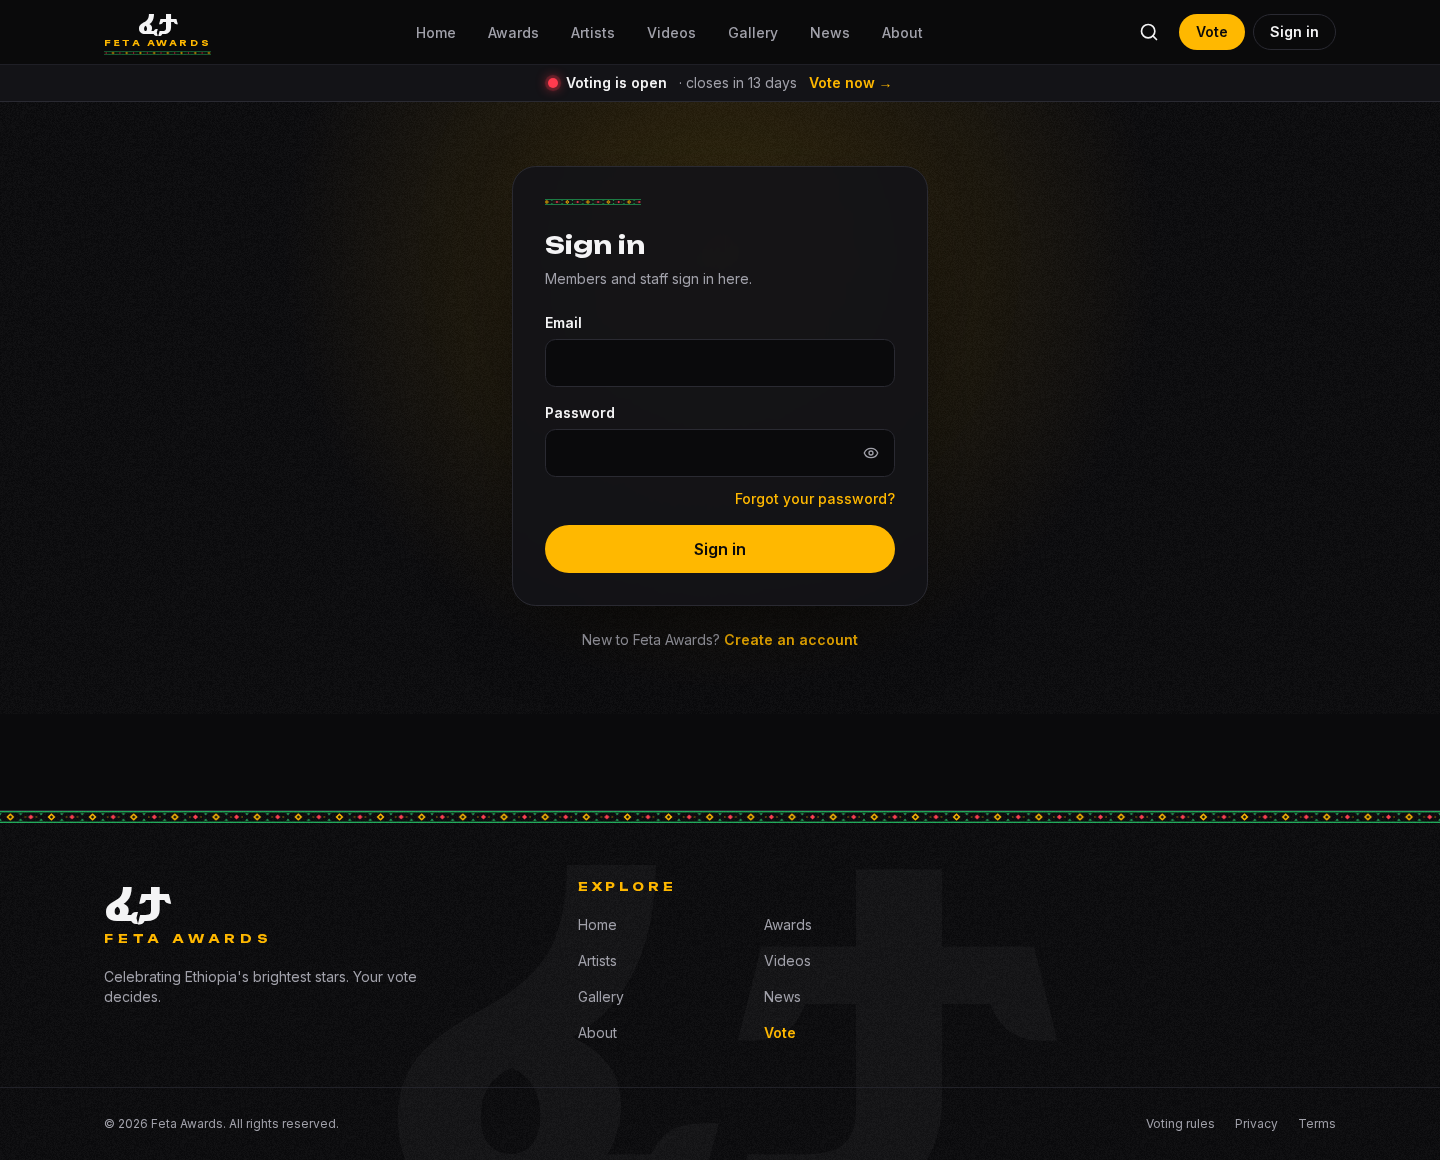 ፈታ
FETA AWARDS
Home Awards Artists Videos Gallery News About
Vote Sign in
Voting is open · closes in 13 days Vote now →
Sign in
Members and staff sign in here.
Email
Password
Forgot your password?
Sign in
New to Feta Awards? Create an account
ፈታ
FETA AWARDS
Celebrating Ethiopia's brightest stars. Your vote
decides.
EXPLORE
Home Awards
Artists Videos
Gallery News
About Vote
ፈታ
© 2026 Feta Awards. All rights reserved.
Voting rules Privacy Terms